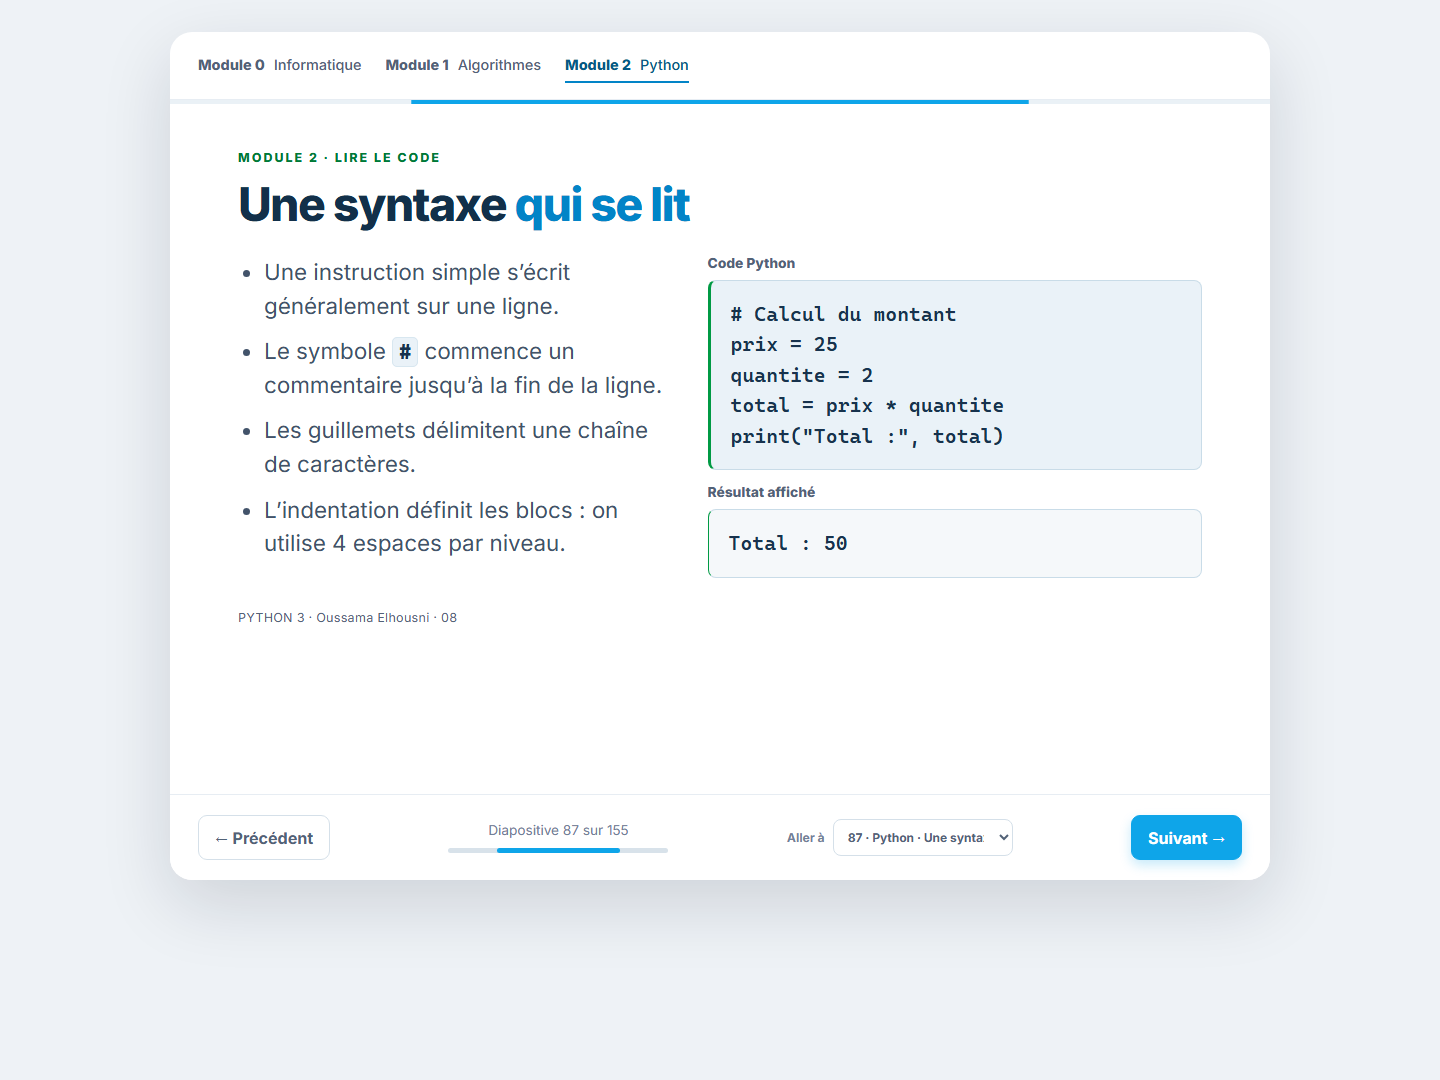 Module 0 Informatique Module 1 Algorithmes Module 2 Python
MODULE 2 · LIRE LE CODE
Une syntaxe qui se lit
• Une instruction simple s’écrit
généralement sur une ligne.
• Le symbole # commence un
commentaire jusqu’à la fin de la ligne.
• Les guillemets délimitent une chaîne
de caractères.
• L’indentation définit les blocs : on
utilise 4 espaces par niveau.
Code Python
# Calcul du montant
prix = 25
quantite = 2
total = prix * quantite
print("Total :", total)
Résultat affiché
Total : 50
PYTHON 3 · Oussama Elhousni · 08
← Précédent
Diapositive 87 sur 155
Aller à 87 · Python · Une synta
Suivant →